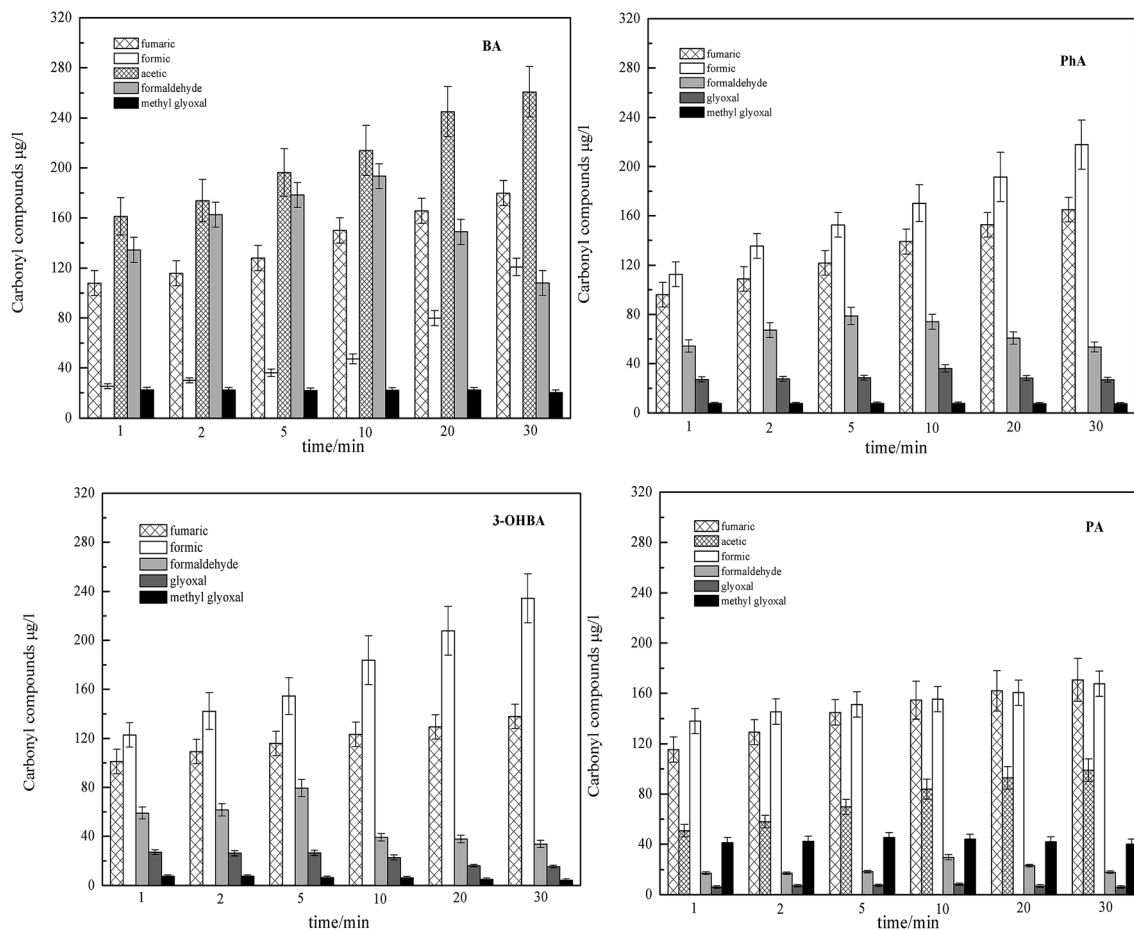 320
280
240
200
160
120
80
40
0
Carbonyl compounds μg/l
BA
fumaric
formic
acetic
formaldehyde
methyl glyoxal
1 2 5 10 20 30
time/min
320
280
240
200
160
120
80
40
0
Carbonyl compounds μg/l
PhA
fumaric
formic
formaldehyde
glyoxal
methyl glyoxal
1 2 5 10 20 30
time/min
320
280
240
200
160
120
80
40
0
Carbonyl compounds μg/l
3-OHBA
fumaric
formic
formaldehyde
glyoxal
methyl glyoxal
1 2 5 10 20 30
time/min
320
280
240
200
160
120
80
40
0
Carbonyl compounds μg/l
PA
fumaric
acetic
formic
formaldehyde
glyoxal
methyl glyoxal
1 2 5 10 20 30
time/min